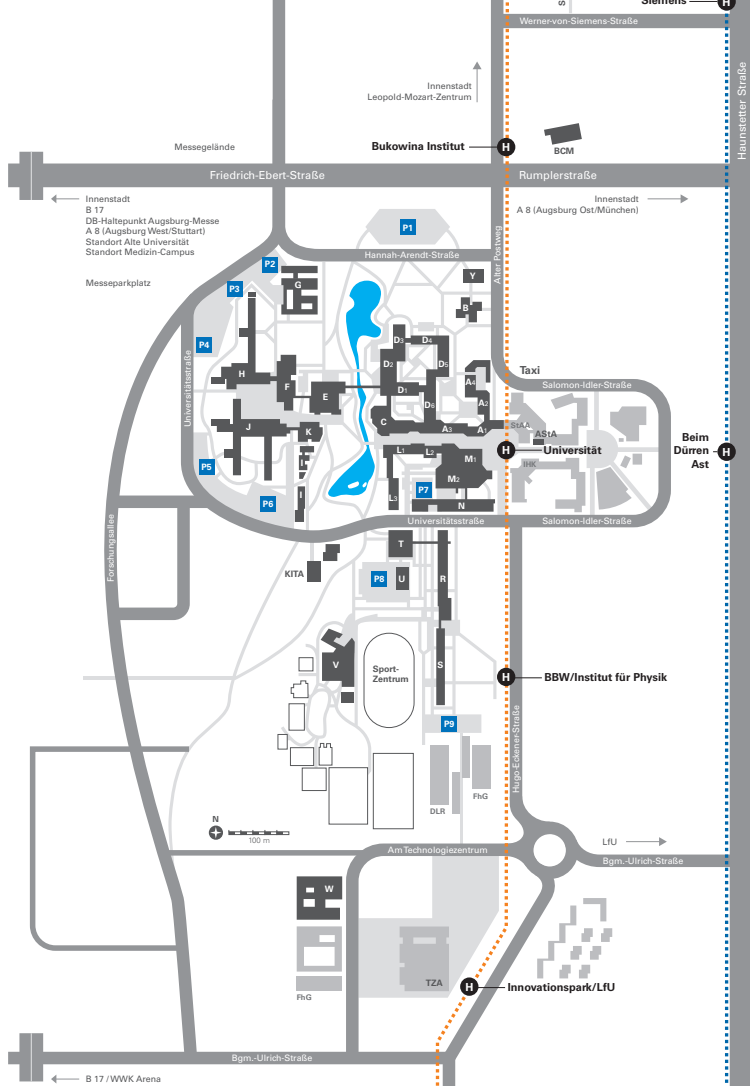 Siemens
H
S
Werner-von-Siemens-Straße
Haunstetter Straße
Innenstadt
Leopold-Mozart-Zentrum
Messegelände
Bukowina Institut
H
BCM
Friedrich-Ebert-Straße
Rumplerstraße
Innenstadt
B 17
DB-Haltepunkt Augsburg-Messe
A 8 (Augsburg West/Stuttart)
Standort Alte Universität
Standort Medizin-Campus
Innenstadt
A 8 (Augsburg Ost/München)
Messeparkplatz
P1
Hannah-Arendt-Straße
Alter Postweg
P2
P3
G
Y
B
P4
Universitätsstraße
D3
D4
D2
D5
H
F
E
D1
A4
D6
A2
C
A3
A1
J
K
Taxi
Salomon-Idler-Straße
StAA
AStA
H
Universität
IHK
Beim
Dürren
Ast
H
L1
L2
M1
M
M2
P5
P6
I
L3
P7
N
Universitätsstraße
Salomon-Idler-Straße
Forschungsallee
KITA
T
P8
U
R
V
Sport-
Zentrum
S
H
BBW/Institut für Physik
P9
Hugo-Eckener-Straße
DLR
FhG
N
100 m
Am Technologiezentrum
LfU
Bgm.-Ulrich-Straße
W
FhG
TZA
H
Innovationspark/LfU
Bgm.-Ulrich-Straße
B 17 / WWK Arena